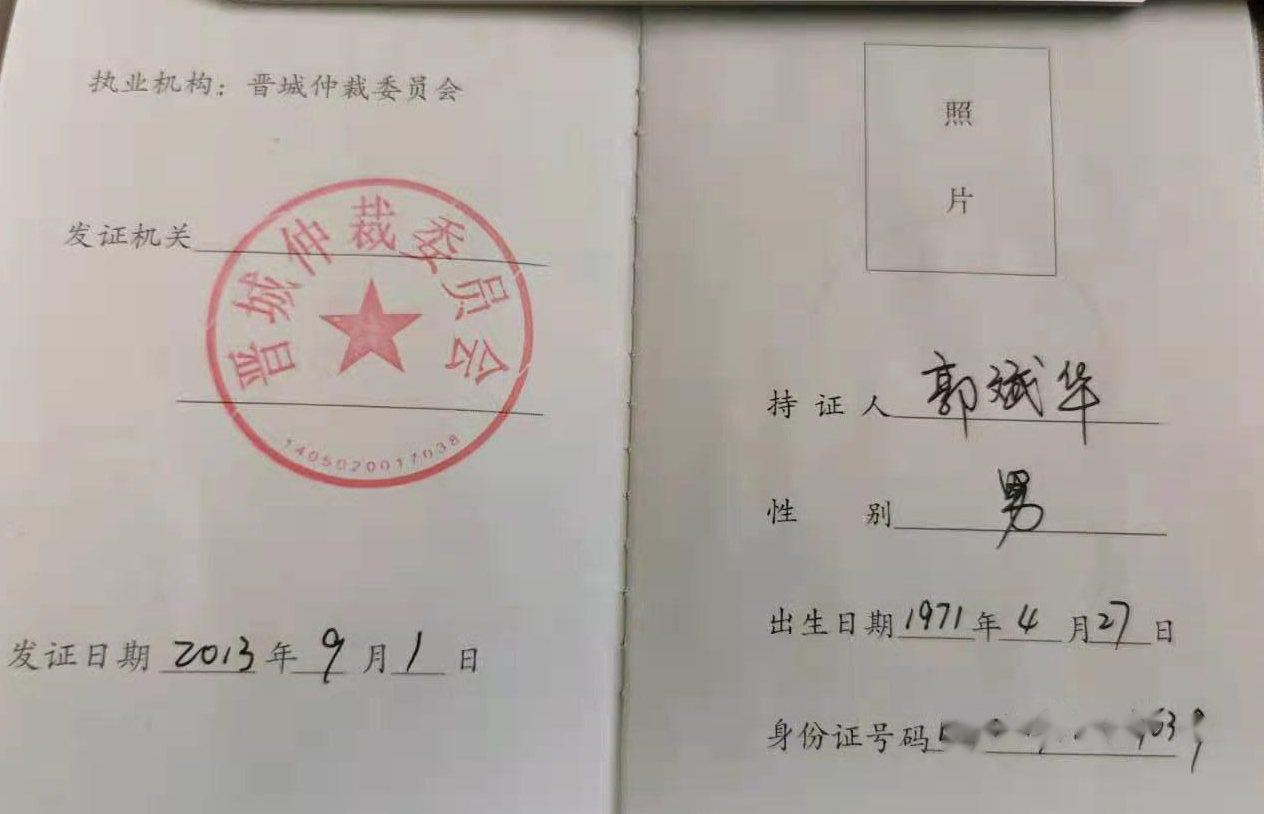 执业机构：晋城仲裁委员会
发证机关
晋城仲裁委员会
1405020017038
发证日期 2013 年 9 月 1 日
照
片
持证人 郭斌华
性别 男
出生日期 1971 年 4 月 27 日
身份证号码